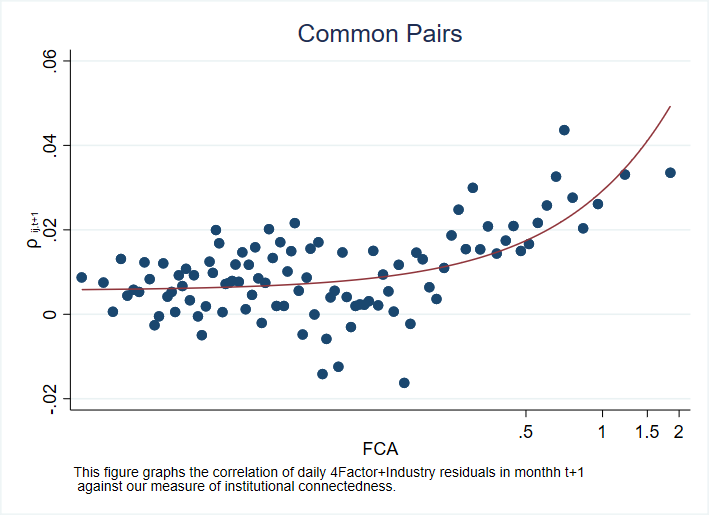 Common Pairs
.06
.04
.02
0
-.02
ρ ij,t+1
.5
1
1.5
2
FCA
This figure graphs the correlation of daily 4Factor+Industry residuals in monthh t+1
against our measure of institutional connectedness.